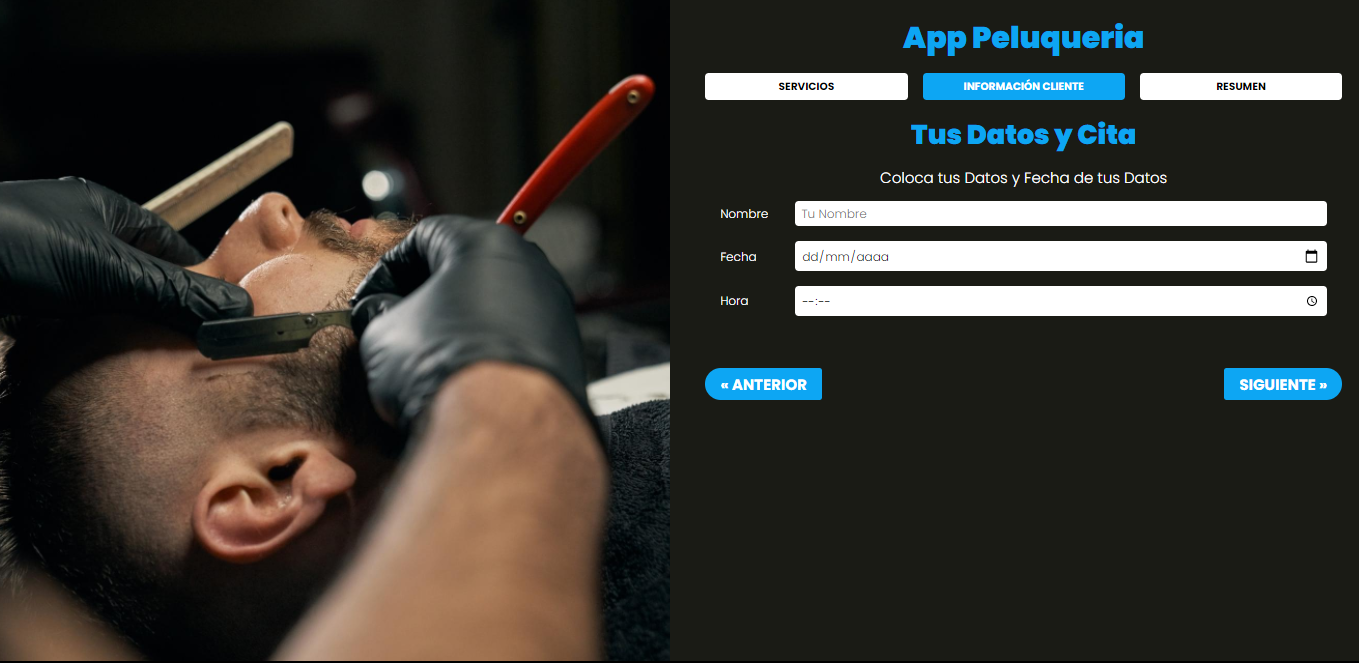 App Peluqueria
SERVICIOS INFORMACIÓN CLIENTE RESUMEN
Tus Datos y Cita
Coloca tus Datos y Fecha de tus Datos
Nombre Tu Nombre
Fecha dd/mm/aaaa
Hora --:--
« ANTERIOR SIGUIENTE »